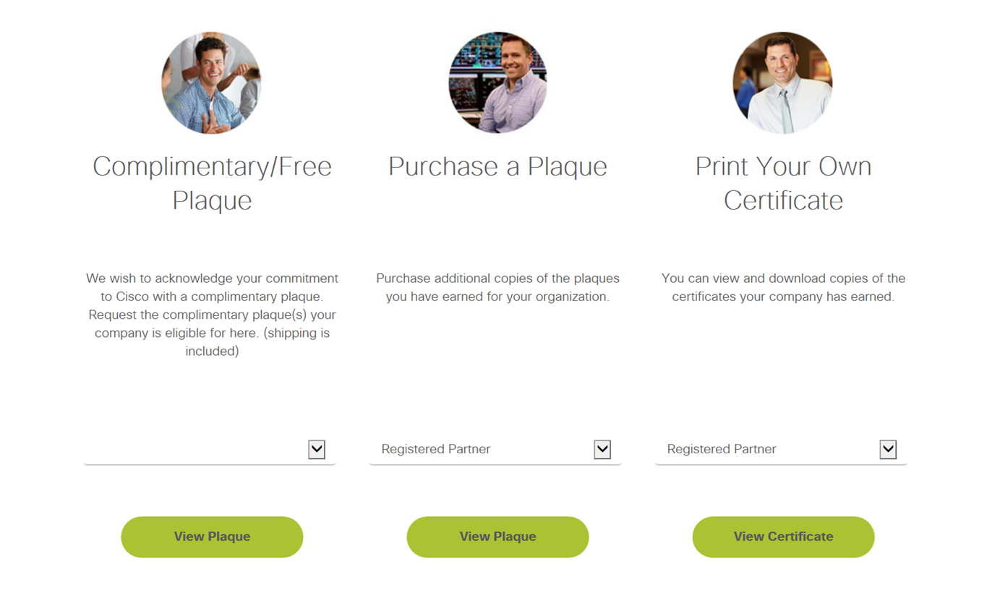 Complimentary/Free
Plaque
We wish to acknowledge your commitment
to Cisco with a complimentary plaque.
Request the complimentary plaque(s) your
company is eligible for here. (shipping is
included)
View Plaque
Purchase a Plaque
Purchase additional copies of the plaques
you have earned for your organization.
Registered Partner
View Plaque
Print Your Own
Certificate
You can view and download copies of the
certificates your company has earned.
Registered Partner
View Certificate